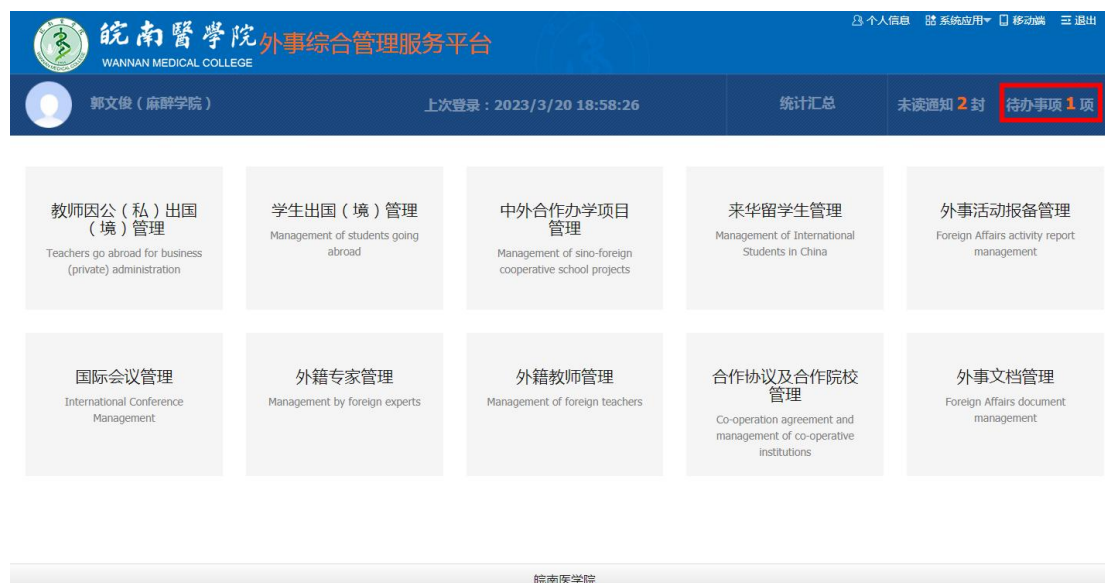 个人信息 系统应用 移动端 退出
皖南醫學院 外事综合管理服务平台
WANNAN MEDICAL COLLEGE
郭文俊（麻醉学院） 上次登录：2023/3/20 18:58:26 统计汇总 未读通知 2 封 待办事项 1 项
教师因公（私）出国
（境）管理
Teachers go abroad for business
(private) administration
学生出国（境）管理
Management of students going
abroad
中外合作办学项目
管理
Management of sino-foreign
cooperative school projects
来华留学生管理
Management of International
Students in China
外事活动报备管理
Foreign Affairs activity report
management
国际会议管理
International Conference
Management
外籍专家管理
Management by foreign experts
外籍教师管理
Management of foreign teachers
合作协议及合作院校
管理
Co-operation agreement and
management of co-operative
institutions
外事文档管理
Foreign Affairs document
management
皖南医学院